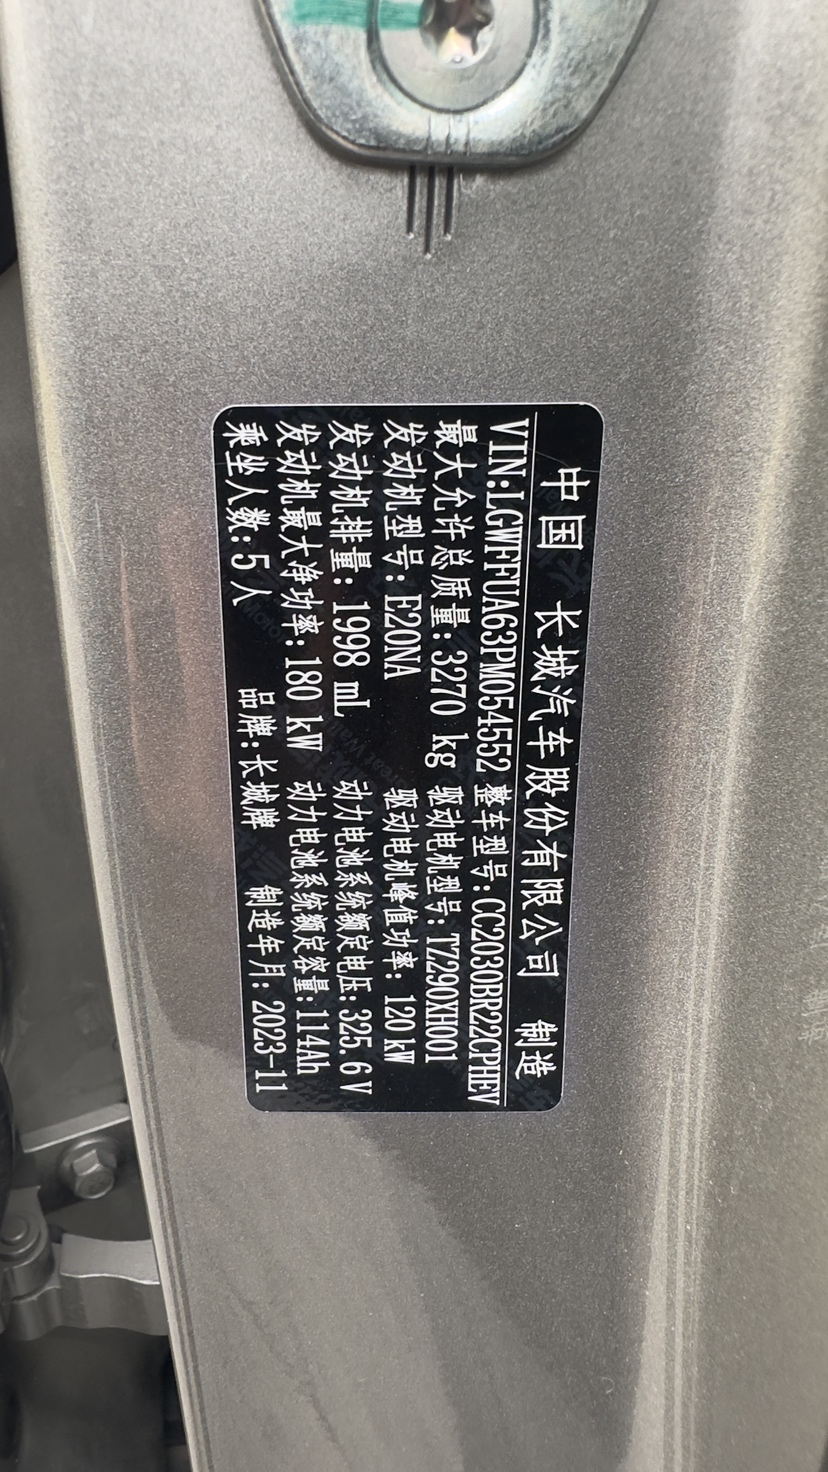 中国 长城汽车股份有限公司 制造
VIN:LGWFFUA63PM054552 整车型号:CC2030BR22CPHEV
最大允许总质量:3270 kg 驱动电机型号:TZ290XH001
发动机型号:E20NA 驱动电机峰值功率:120kW
发动机排量:1998 mL 动力电池系统额定电压:325.6V
发动机最大净功率:180 kW 动力电池系统额定容量:114Ah
乘坐人数:5人 品牌:长城牌 制造年月:2023-11